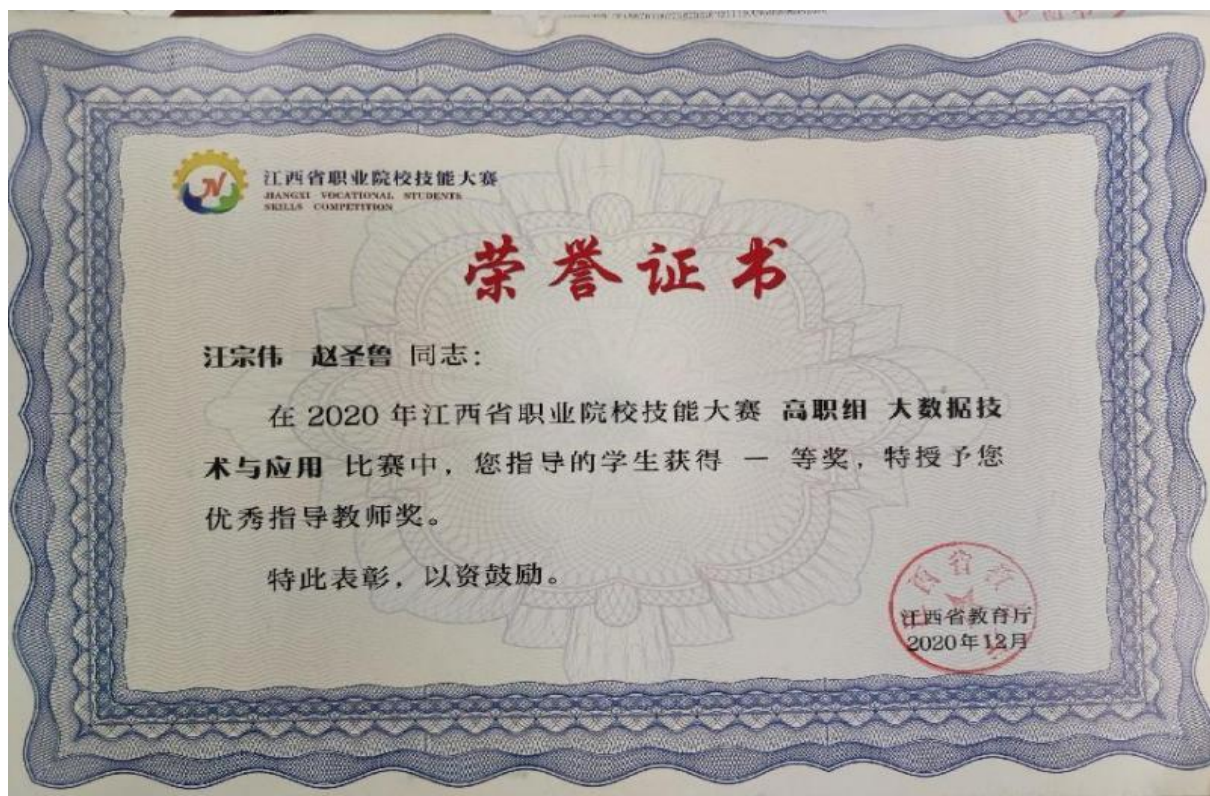 江西省职业院校技能大赛
JIANGXI VOCATIONAL STUDENTS
SKILLS COMPETITION
荣誉证书
汪宗伟 赵圣鲁 同志：
在 2020 年江西省职业院校技能大赛 高职组 大数据技
术与应用 比赛中，您指导的学生获得 一 等奖，特授予您
优秀指导教师奖。
特此表彰，以资鼓励。
江西省教育厅
2020年12月